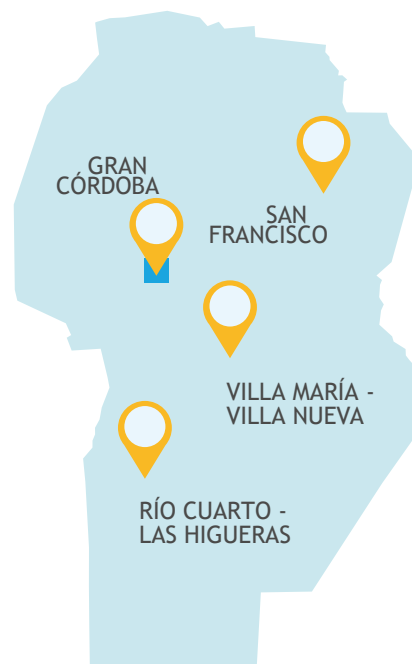 GRAN
CÓRDOBA
SAN
FRANCISCO
VILLA MARÍA -
VILLA NUEVA
RÍO CUARTO -
LAS HIGUERAS